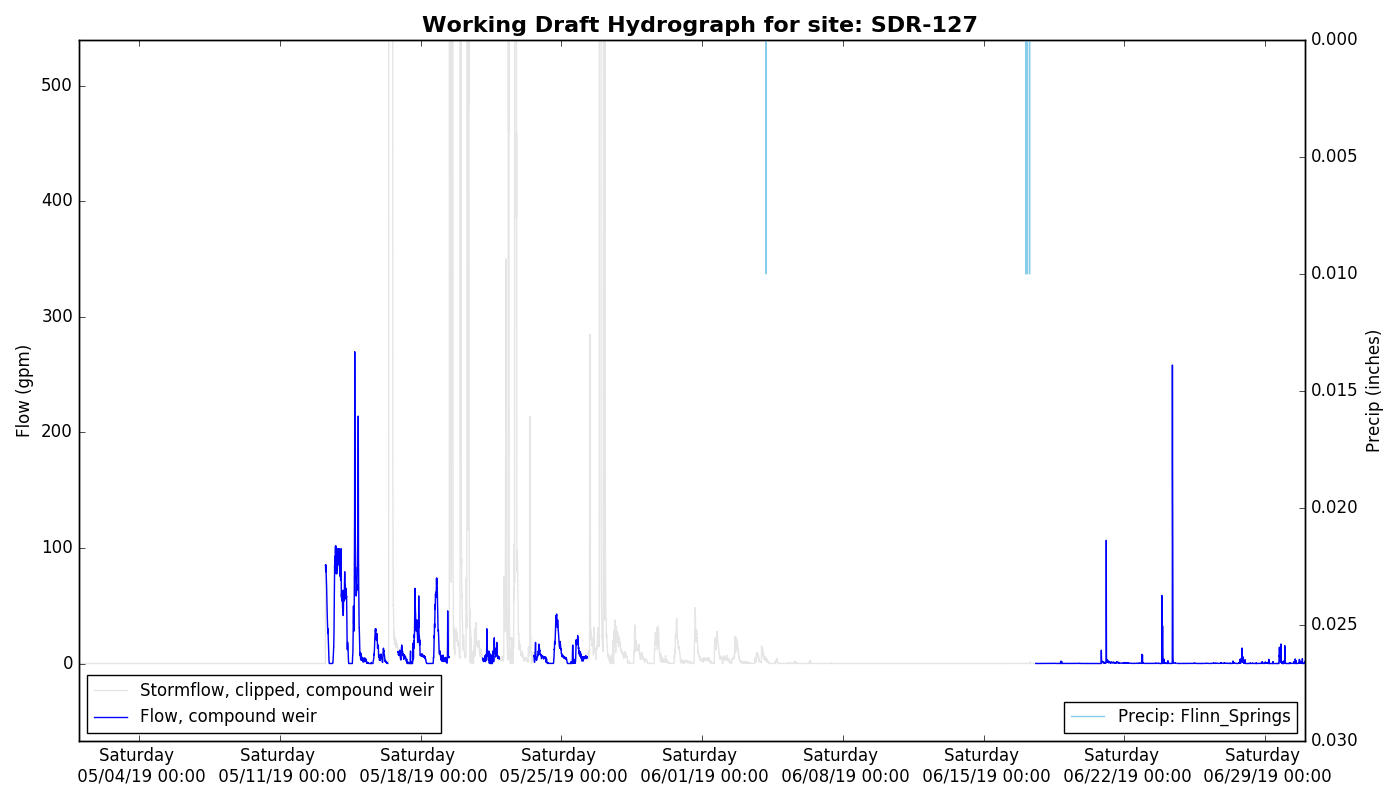 Working Draft Hydrograph for site: SDR-127
500
400
300
200
100
0
Flow (gpm)
0.000
0.005
0.010
0.015
0.020
0.025
0.030
Precip (inches)
Stormflow, clipped, compound weir
Flow, compound weir
Precip: Flinn_Springs
Saturday
05/04/19 00:00
Saturday
05/11/19 00:00
Saturday
05/18/19 00:00
Saturday
05/25/19 00:00
Saturday
06/01/19 00:00
Saturday
06/08/19 00:00
Saturday
06/15/19 00:00
Saturday
06/22/19 00:00
Saturday
06/29/19 00:00